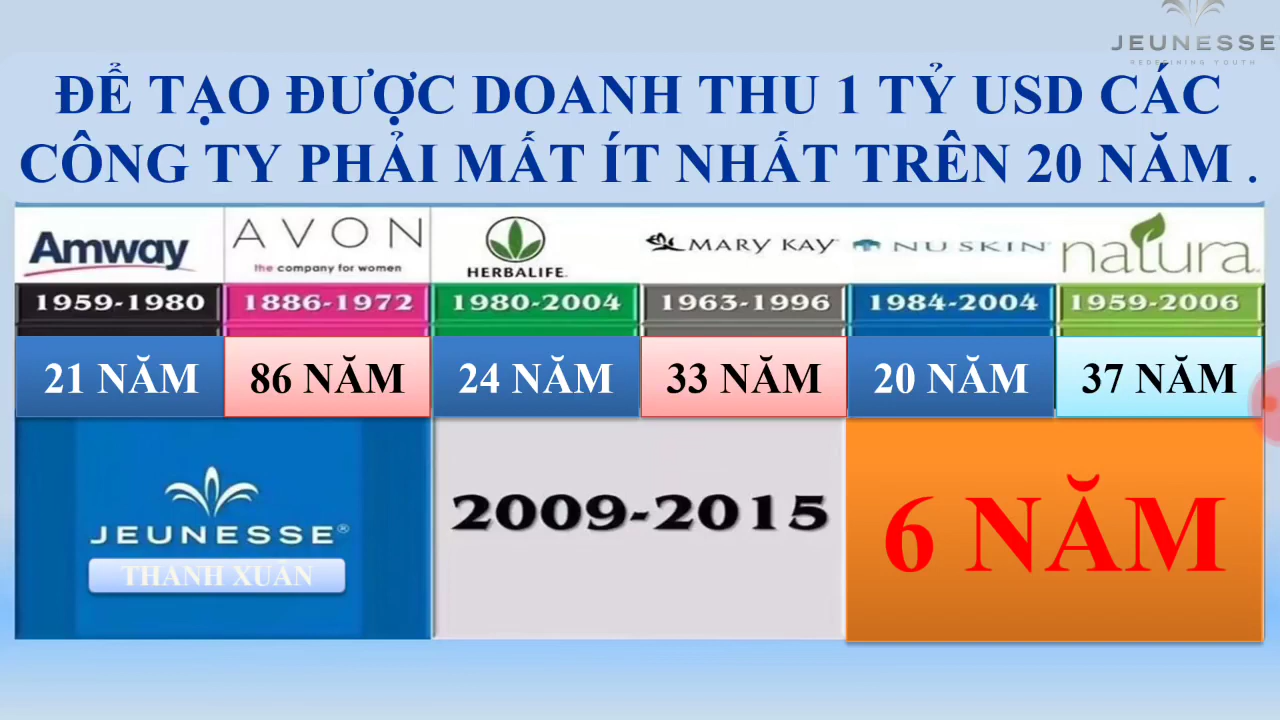 JEUNESSE
REDEFINING YOUTH
ĐỂ TẠO ĐƯỢC DOANH THU 1 TỶ USD CÁC
CÔNG TY PHẢI MẤT ÍT NHẤT TRÊN 20 NĂM .
Amway
AVON
the company for women
HERBALIFE
MARY KAY
NU SKIN
natura
1959-1980
1886-1972
1980-2004
1963-1996
1984-2004
1959-2006
21 NĂM
86 NĂM
24 NĂM
33 NĂM
20 NĂM
37 NĂM
JEUNESSE®
THANH XUÂN
2009-2015
6 NĂM